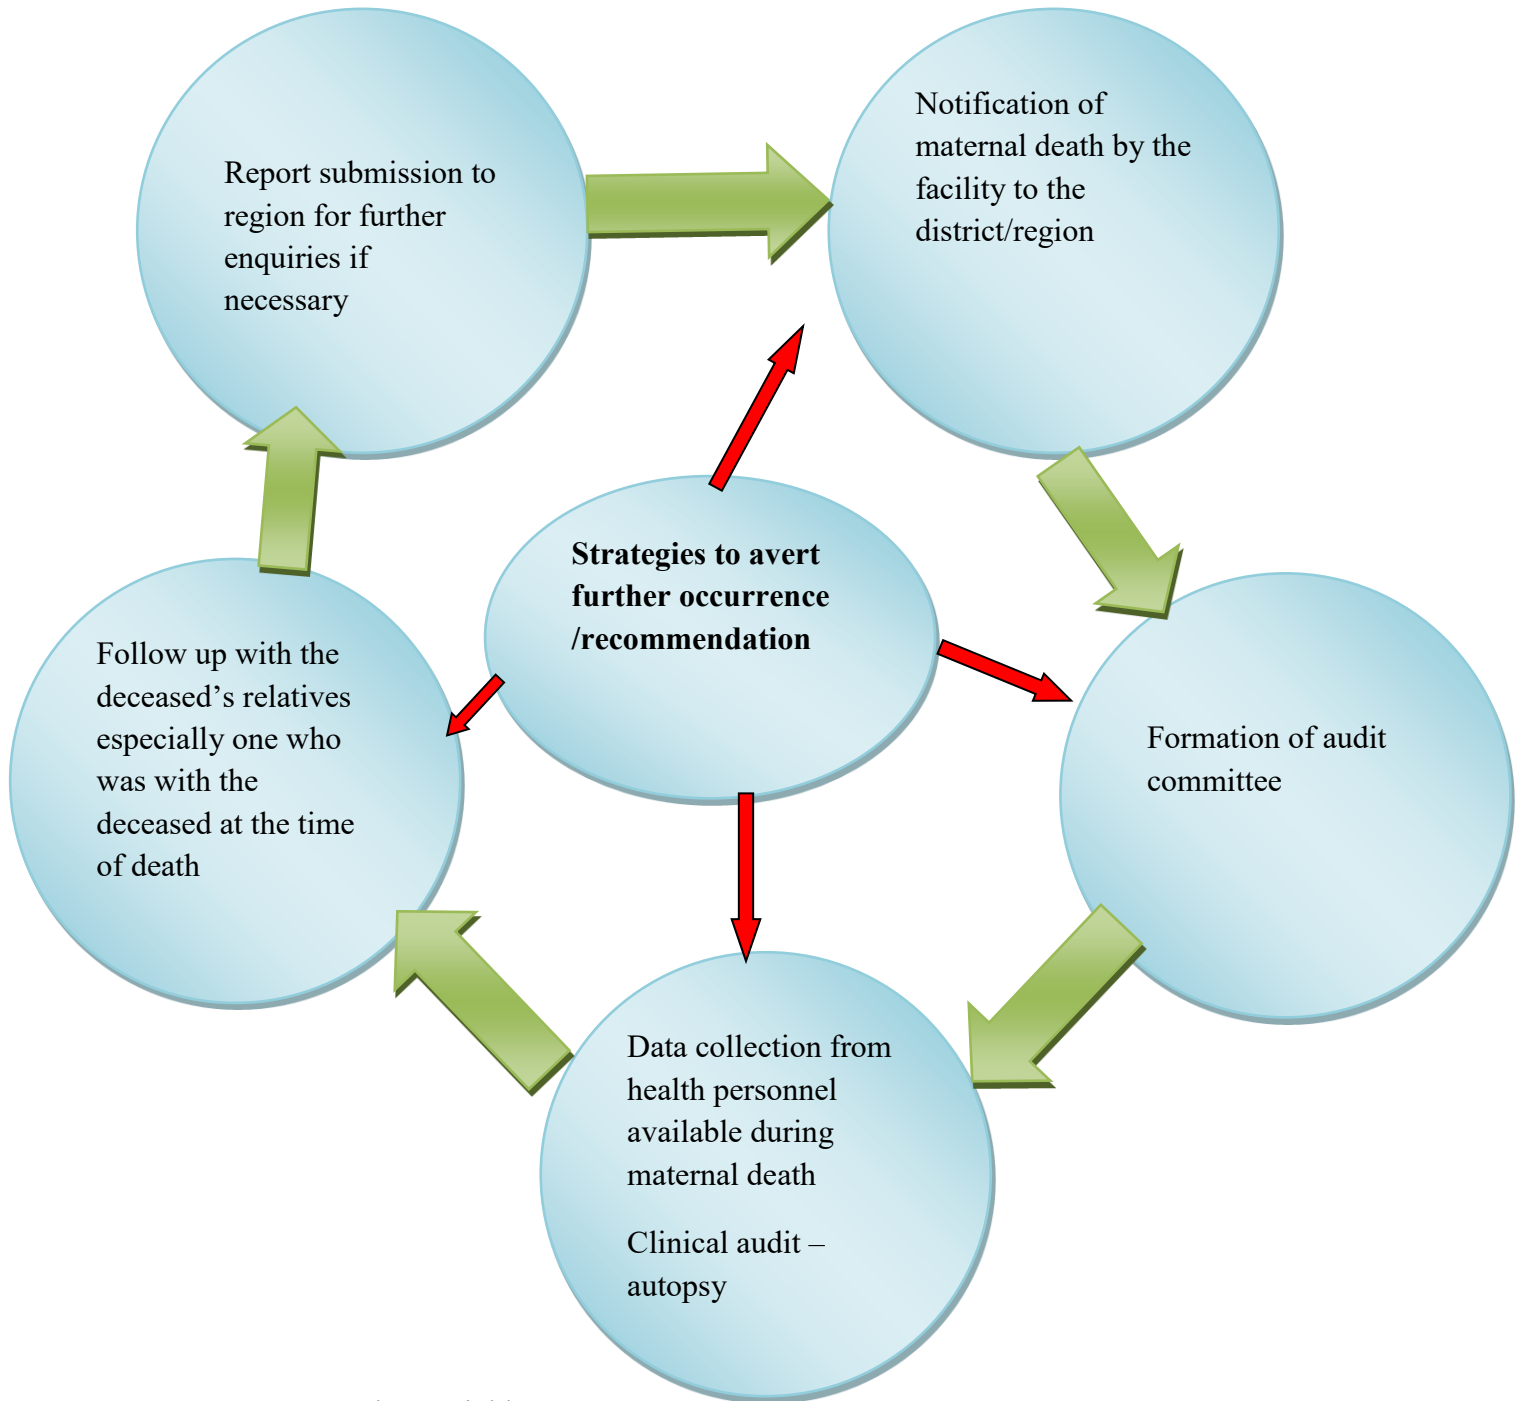 Report submission to
region for further
enquiries if
necessary
Notification of
maternal death by the
facility to the
district/region
Strategies to avert
further occurrence
/recommendation
Follow up with the
deceased’s relatives
especially one who
was with the
deceased at the time
of death
Formation of audit
committee
Data collection from
health personnel
available during
maternal death
Clinical audit –
autopsy